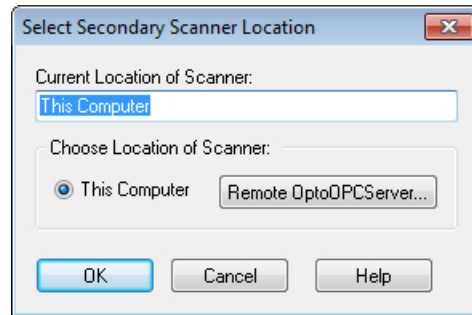 Select Secondary Scanner Location
Current Location of Scanner:
This Computer
Choose Location of Scanner:
This Computer
Remote OptoOPCServer...
OK
Cancel
Help